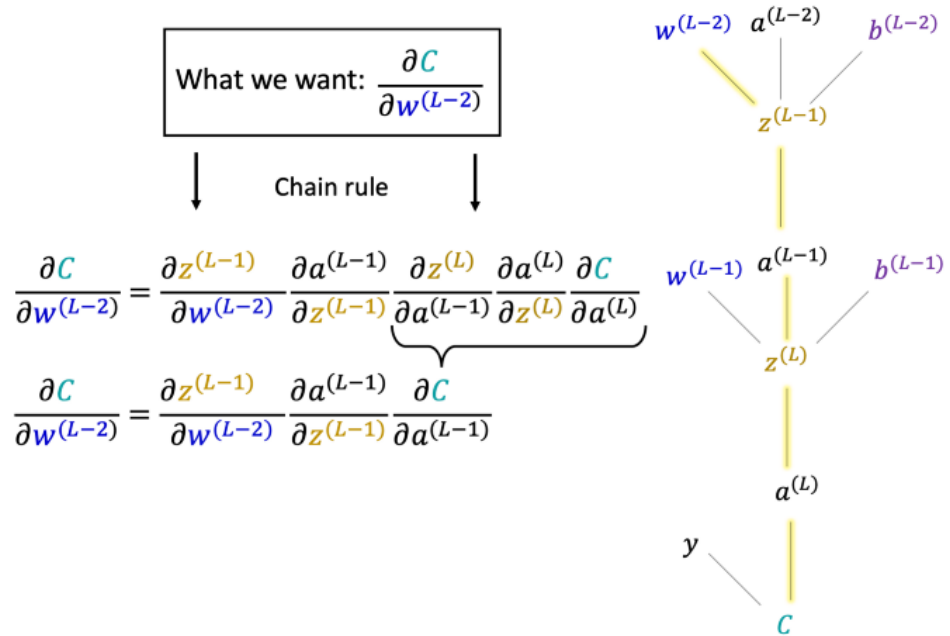 What we want: ∂C/∂w^(L−2)
Chain rule
∂C/∂w^(L−2) = ∂z^(L−1)/∂w^(L−2) ∂a^(L−1)/∂z^(L−1) ∂z^(L)/∂a^(L−1) ∂a^(L)/∂z^(L) ∂C/∂a^(L)
∂C/∂w^(L−2) = ∂z^(L−1)/∂w^(L−2) ∂a^(L−1)/∂z^(L−1) ∂C/∂a^(L−1)
w^(L−2) a^(L−2) b^(L−2)
z^(L−1)
w^(L−1) a^(L−1) b^(L−1)
z^(L)
a^(L)
y
C